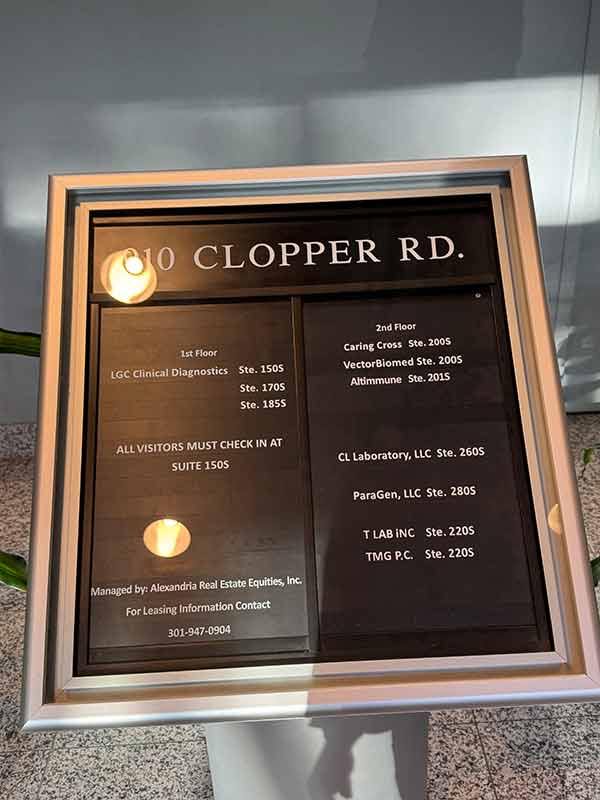 910 CLOPPER RD.
1st Floor
LGC Clinical Diagnostics Ste. 150S
Ste. 170S
Ste. 185S
ALL VISITORS MUST CHECK IN AT
SUITE 150S
Managed by: Alexandria Real Estate Equities, Inc.
For Leasing Information Contact
301-947-0904
2nd Floor
Caring Cross Ste. 200S
VectorBiomed Ste. 200S
Altimmune Ste. 201S
CL Laboratory, LLC Ste. 260S
ParaGen, LLC Ste. 280S
T LAB iNC Ste. 220S
TMG P.C. Ste. 220S